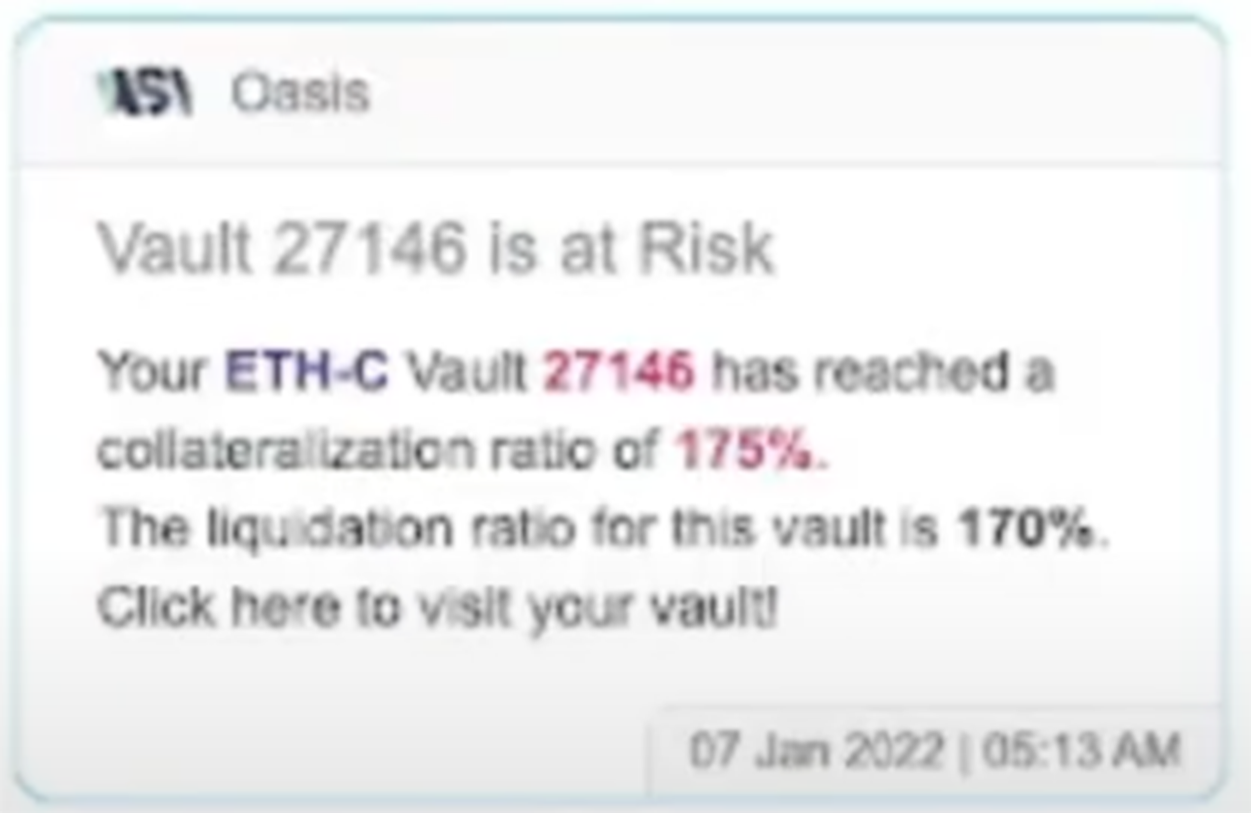 Oasis
Vault 27146 is at Risk
Your ETH-C Vault 27146 has reached a
collateralization ratio of 175%.
The liquidation ratio for this vault is 170%.
Click here to visit your vault!
07 Jan 2022 | 05:13 AM